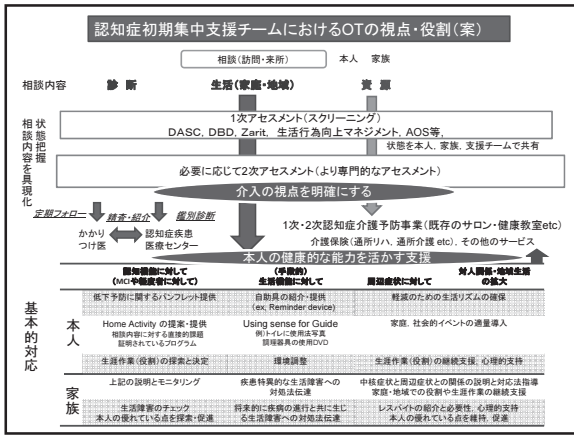 認知症初期集中支援チームにおけるOTの視点・役割(案)
相談(訪問・来所) 本人 家族
相談内容 診断 生活(家庭・地域) 資源
状態把握
相談内容を具現化
1次アセスメント(スクリーニング)
DASC, DBD, Zarit, 生活行為向上マネジメント, AOS等,
状態を本人, 家族, 支援チームで共有
必要に応じて2次アセスメント(より専門的なアセスメント)
介入の視点を明確にする
定期フォロー 精査・紹介 鑑別診断
かかりつけ医
認知症疾患医療センター
1次・2次認知症介護予防事業(既存のサロン・健康教室etc)
介護保険(通所リハ, 通所介護 etc), その他のサービス
本人の健康的な能力を活かす支援
基本的対応
認知機能に対して (手段的) 周辺症状に対して 対人関係・地域生活
(MCIや軽度者に対して) 生活機能に対して の拡大
本人
低下予防に関するパンフレット提供 自助具の紹介・提供 軽減のための生活リズムの確保
(ex, Reminder device)
Home Activity の提案・提供 Using sense for Guide 家庭, 社会的イベントの適量導入
相談内容に対する直接的課題 例)トイレに使用法写真
証明されているプログラム 調理器具の使用DVD
生涯作業(役割)の探索と決定 環境調整 生涯作業(役割)の継続支援, 心理的支持
家族
上記の説明とモニタリング 疾患特異的な生活障害への 中核症状と周辺症状との関係の説明と対応法指導
対処法伝達 家庭・地域での役割や生涯作業の継続支援
生活障害のチェック 将来的に疾病の進行と共に生じ レスパイトの紹介と必要性, 心理的支持
本人の優れている点を探索・促進 る生活障害への対処法伝達 本人の優れている点を維持, 促進